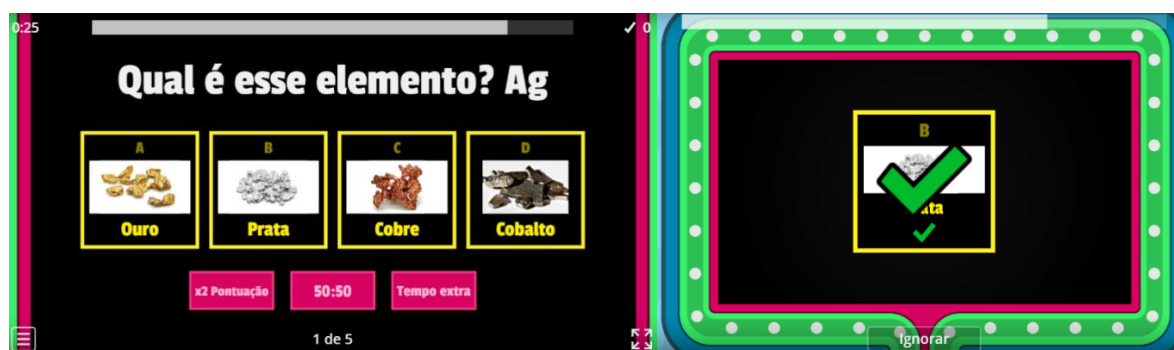 0:25
✓ 0
Qual é esse elemento? Ag
A
B
C
D
Ouro
Prata
Cobre
Cobalto
x2 Pontuação
50:50
Tempo extra
1 de 5
B
ata
Ignorar